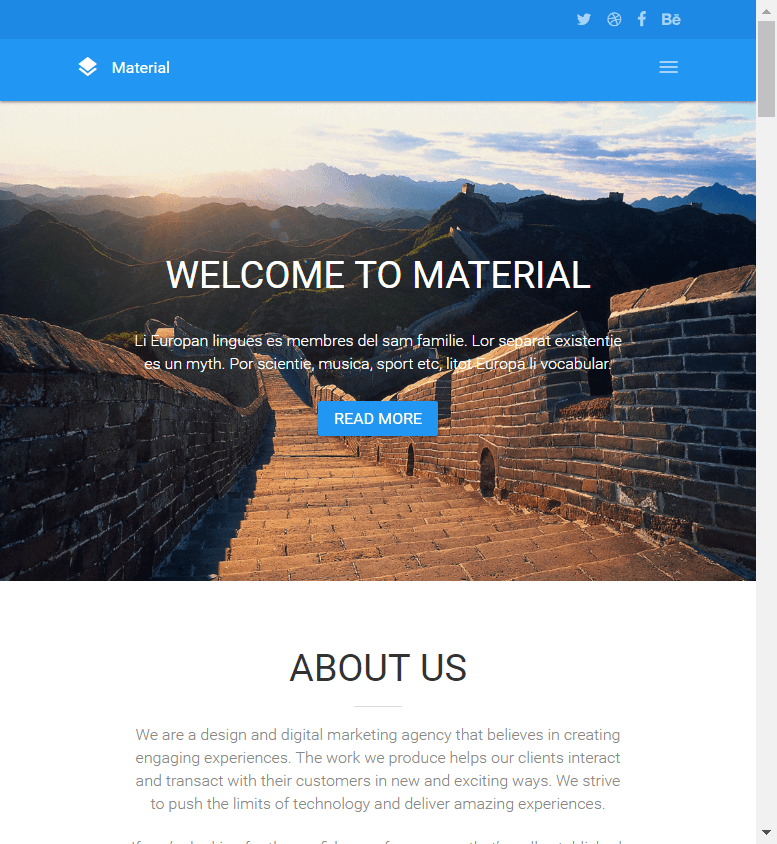 Bē
Material
WELCOME TO MATERIAL
Li Europan lingues es membres del sam familie. Lor separat existentie
es un myth. Por scientie, musica, sport etc, litot Europa li vocabular.
READ MORE
ABOUT US
We are a design and digital marketing agency that believes in creating
engaging experiences. The work we produce helps our clients interact
and transact with their customers in new and exciting ways. We strive
to push the limits of technology and deliver amazing experiences.